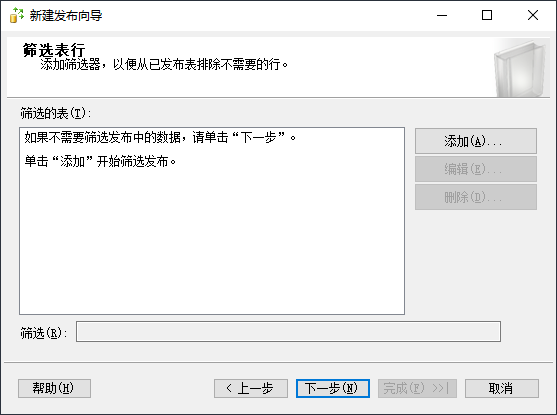 新建发布向导
筛选表行
添加筛选器，以便从已发布表排除不需要的行。
筛选的表(T):
如果不需要筛选发布中的数据，请单击“下一步”。
单击“添加”开始筛选发布。
添加(A)...
编辑(E)...
删除(D)...
筛选(R):
帮助(H)
< 上一步
下一步(N)
完成(F) >>|
取消